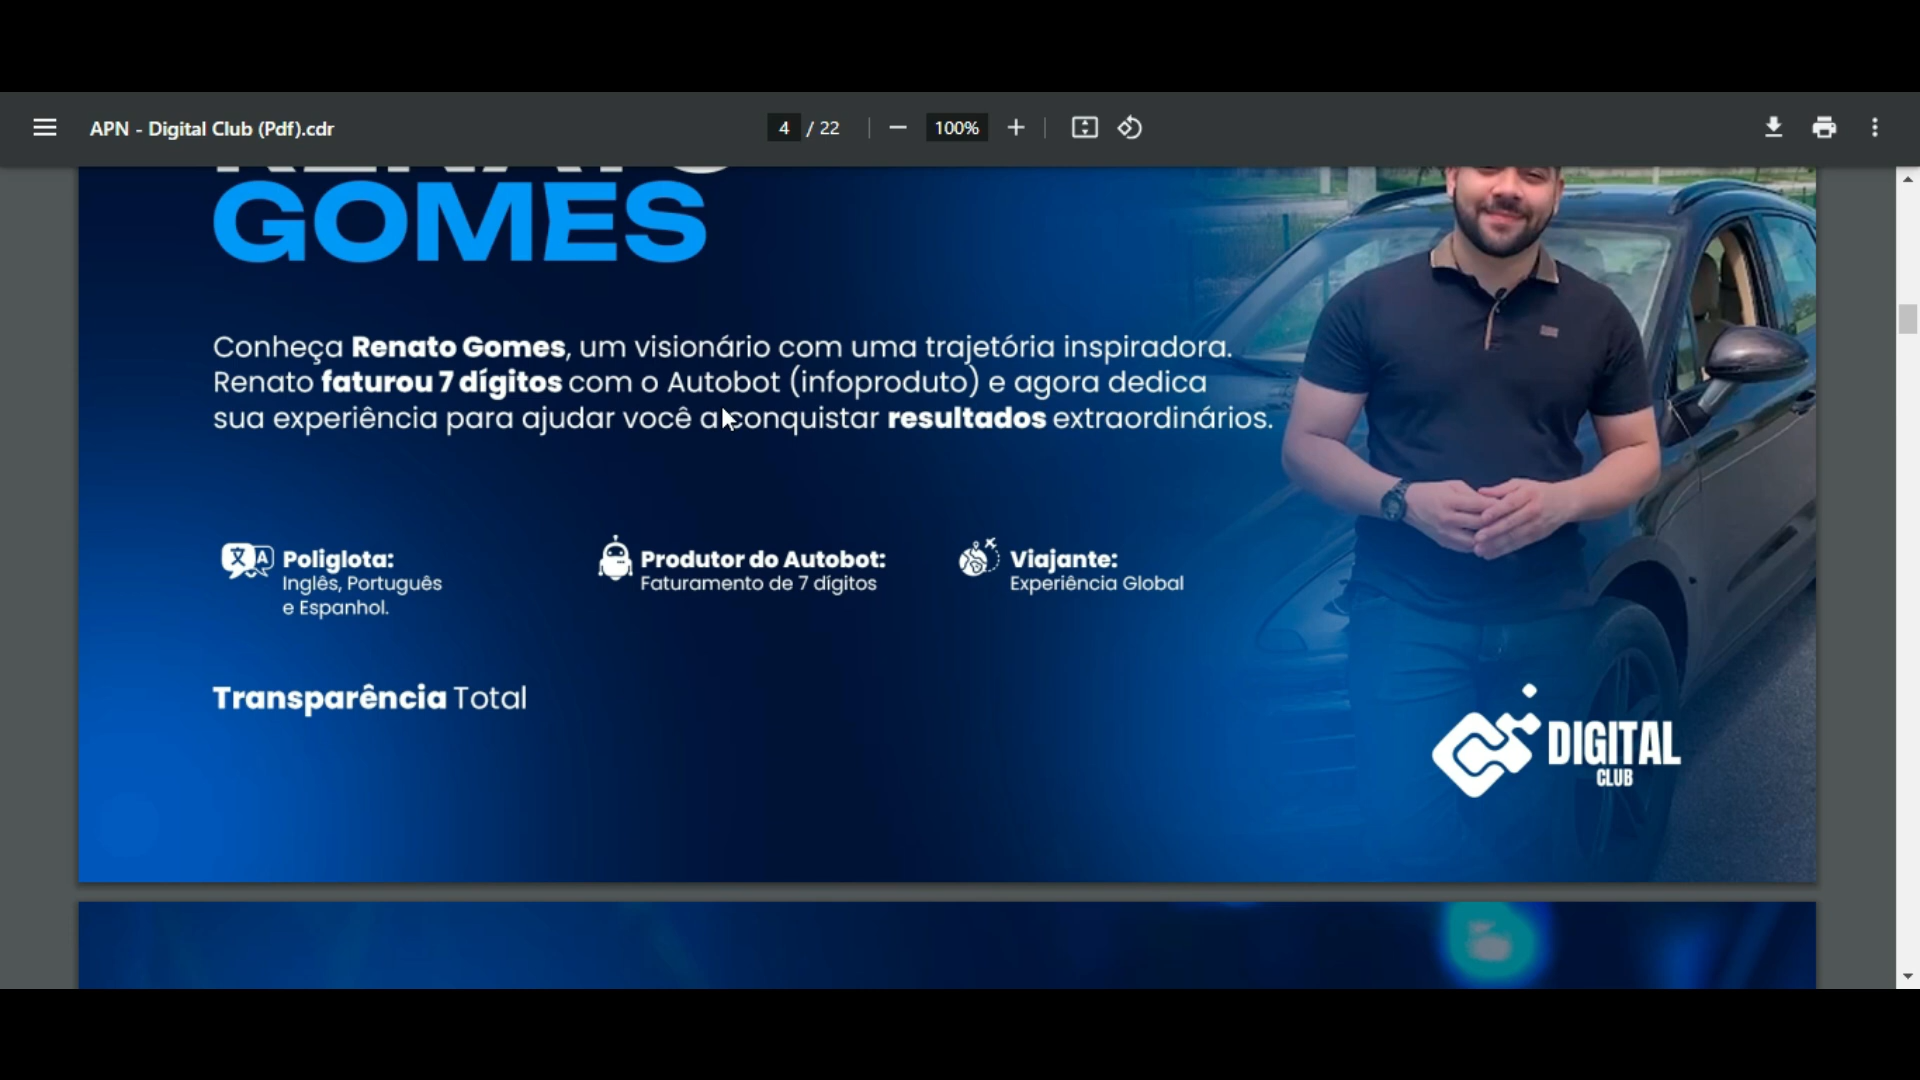 APN - Digital Club (Pdf).cdr
4 / 22
100%
RENATO
GOMES
Conheça Renato Gomes, um visionário com uma trajetória inspiradora.
Renato faturou 7 dígitos com o Autobot (infoproduto) e agora dedica
sua experiência para ajudar você a conquistar resultados extraordinários.
Poliglota:
Inglês, Português
e Espanhol.
Produtor do Autobot:
Faturamento de 7 dígitos
Viajante:
Experiência Global
Transparência Total
DIGITAL
CLUB